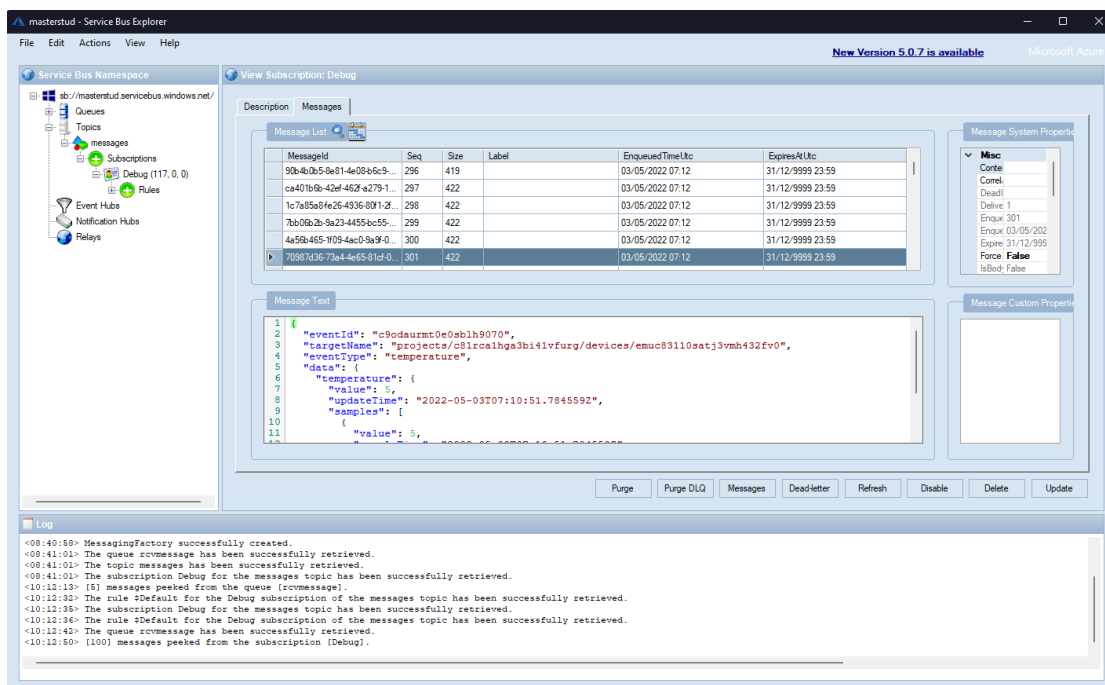 masterstud - Service Bus Explorer
File Edit Actions View Help
New Version 5.0.7 is available
Microsoft Azure
Service Bus Namespace
sb://masterstud.servicebus.windows.net/
Queues
Topics
messages
Subscriptions
Debug (117, 0, 0)
Rules
Event Hubs
Notification Hubs
Relays
View Subscription: Debug
Description Messages
Message List
MessageId Seq Size Label EnqueuedTimeUtc ExpiresAtUtc
90b4b0b5-8e81-4e08-b6c9-... 296 419 03/05/2022 07:12 31/12/9999 23:59
ca401b6b-42ef-462f-a279-1... 297 422 03/05/2022 07:12 31/12/9999 23:59
1c7a85a8-fe26-4936-80f1-2f... 298 422 03/05/2022 07:12 31/12/9999 23:59
7bb06b2b-9a23-4455-bc55-... 299 422 03/05/2022 07:12 31/12/9999 23:59
4a56b465-1f09-4ac0-9a9f-0... 300 422 03/05/2022 07:12 31/12/9999 23:59
70987d36-73a4-4e65-81cf-0... 301 422 03/05/2022 07:12 31/12/9999 23:59
Message System Propertie
Misc
Conte
Correl
Deadl
Delive 1
Enque 301
Enque 03/05/202
Expire 31/12/999
Force False
IsBody False
Message Text
1 {
2 "eventId": "c9odaurmt0e0sblh9070",
3 "targetName": "projects/c81rca1hga3bi41vfurg/devices/emuc83110satj3vmh432fv0",
4 "eventType": "temperature",
5 "data": {
6 "temperature": {
7 "value": 5,
8 "updateTime": "2022-05-03T07:10:51.784559Z",
9 "samples": [
10 {
11 "value": 5,
Message Custom Propertie
Purge Purge DLQ Messages Dead-letter Refresh Disable Delete Update
Log
<08:40:58> MessagingFactory successfully created.
<08:41:01> The queue rcvmessage has been successfully retrieved.
<08:41:01> The topic messages has been successfully retrieved.
<08:41:01> The subscription Debug for the messages topic has been successfully retrieved.
<10:12:13> [5] messages peeked from the queue [rcvmessage].
<10:12:32> The rule $Default for the Debug subscription of the messages topic has been successfully retrieved.
<10:12:35> The subscription Debug for the messages topic has been successfully retrieved.
<10:12:36> The rule $Default for the Debug subscription of the messages topic has been successfully retrieved.
<10:12:42> The queue rcvmessage has been successfully retrieved.
<10:12:50> [100] messages peeked from the subscription [Debug].